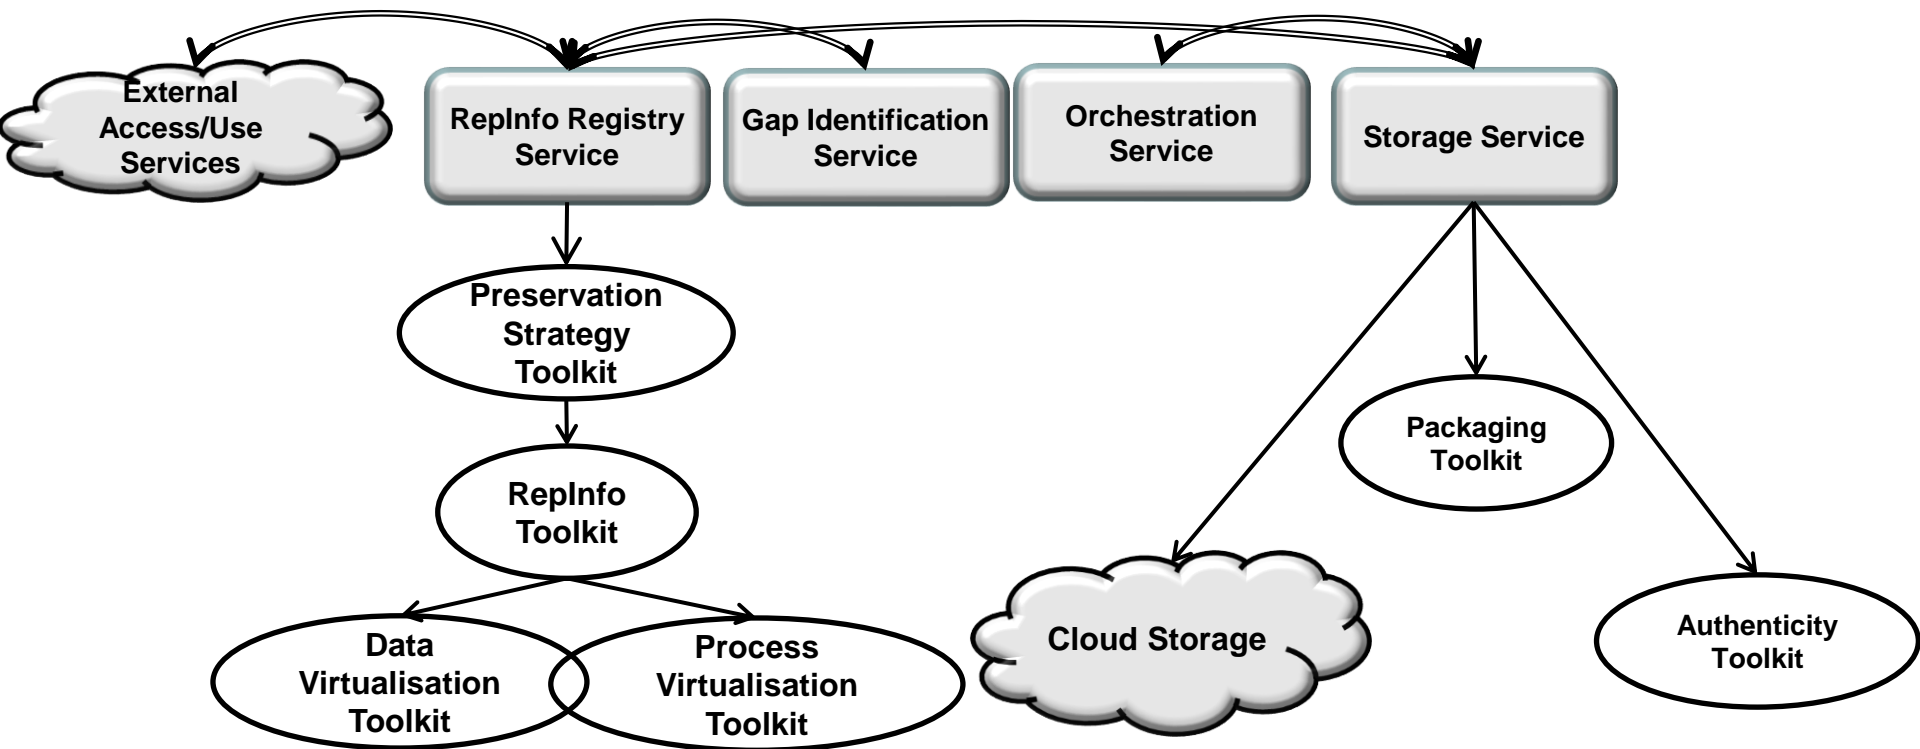 External
Access/Use
Services
RepInfo Registry
Service
Gap Identification
Service
Orchestration
Service
Storage Service
Preservation
Strategy
Toolkit
Packaging
Toolkit
RepInfo
Toolkit
Data
Virtualisation
Toolkit
Process
Virtualisation
Toolkit
Cloud Storage
Authenticity
Toolkit